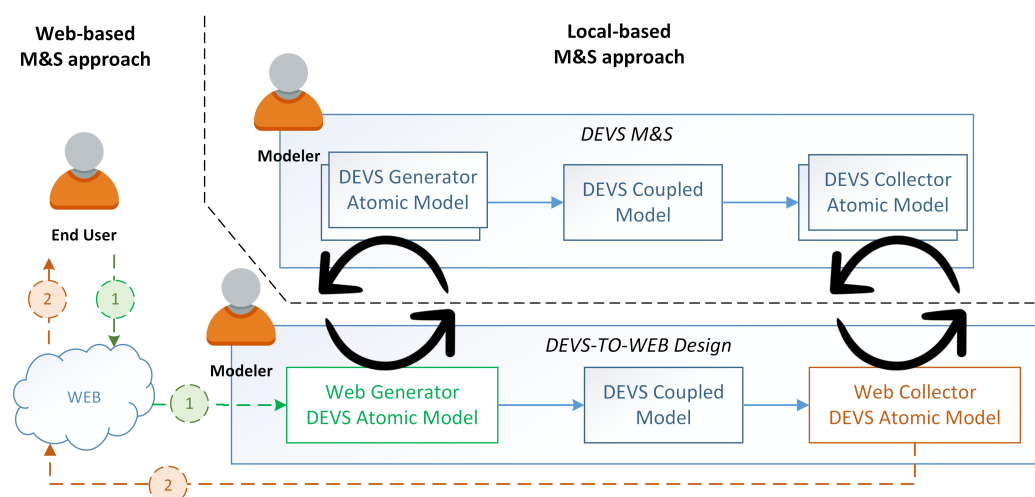 Web-based
M&S approach
Local-based
M&S approach
Modeler
DEVS M&S
DEVS Generator
Atomic Model
DEVS Coupled
Model
DEVS Collector
Atomic Model
End User
2
1
Modeler
DEVS-TO-WEB Design
WEB
1
Web Generator
DEVS Atomic Model
DEVS Coupled
Model
Web Collector
DEVS Atomic Model
2